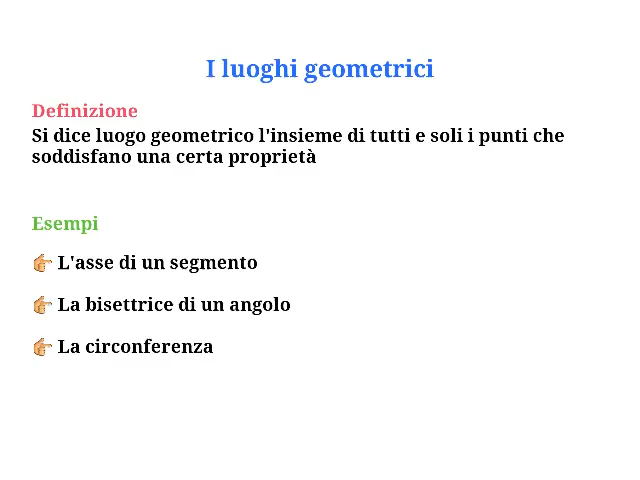 I luoghi geometrici
Definizione
Si dice luogo geometrico l'insieme di tutti e soli i punti che
soddisfano una certa proprietà
Esempi
L'asse di un segmento
La bisettrice di un angolo
La circonferenza